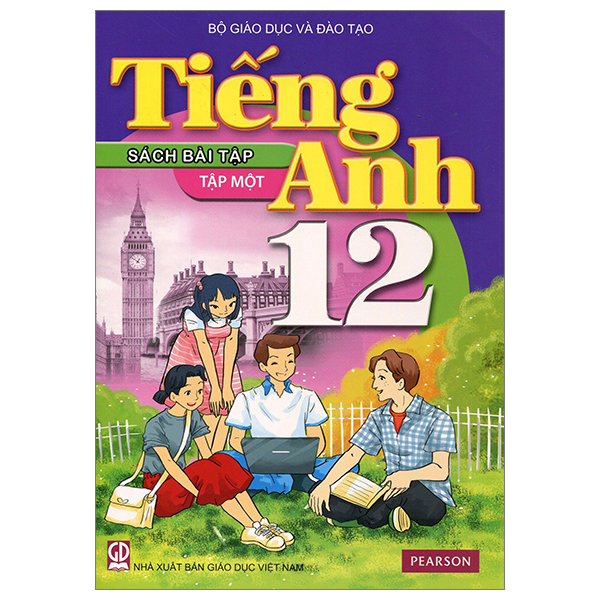 BỘ GIÁO DỤC VÀ ĐÀO TẠO
Tiếng
Anh
SÁCH BÀI TẬP
TẬP MỘT
12
GD
NHÀ XUẤT BẢN GIÁO DỤC VIỆT NAM
PEARSON